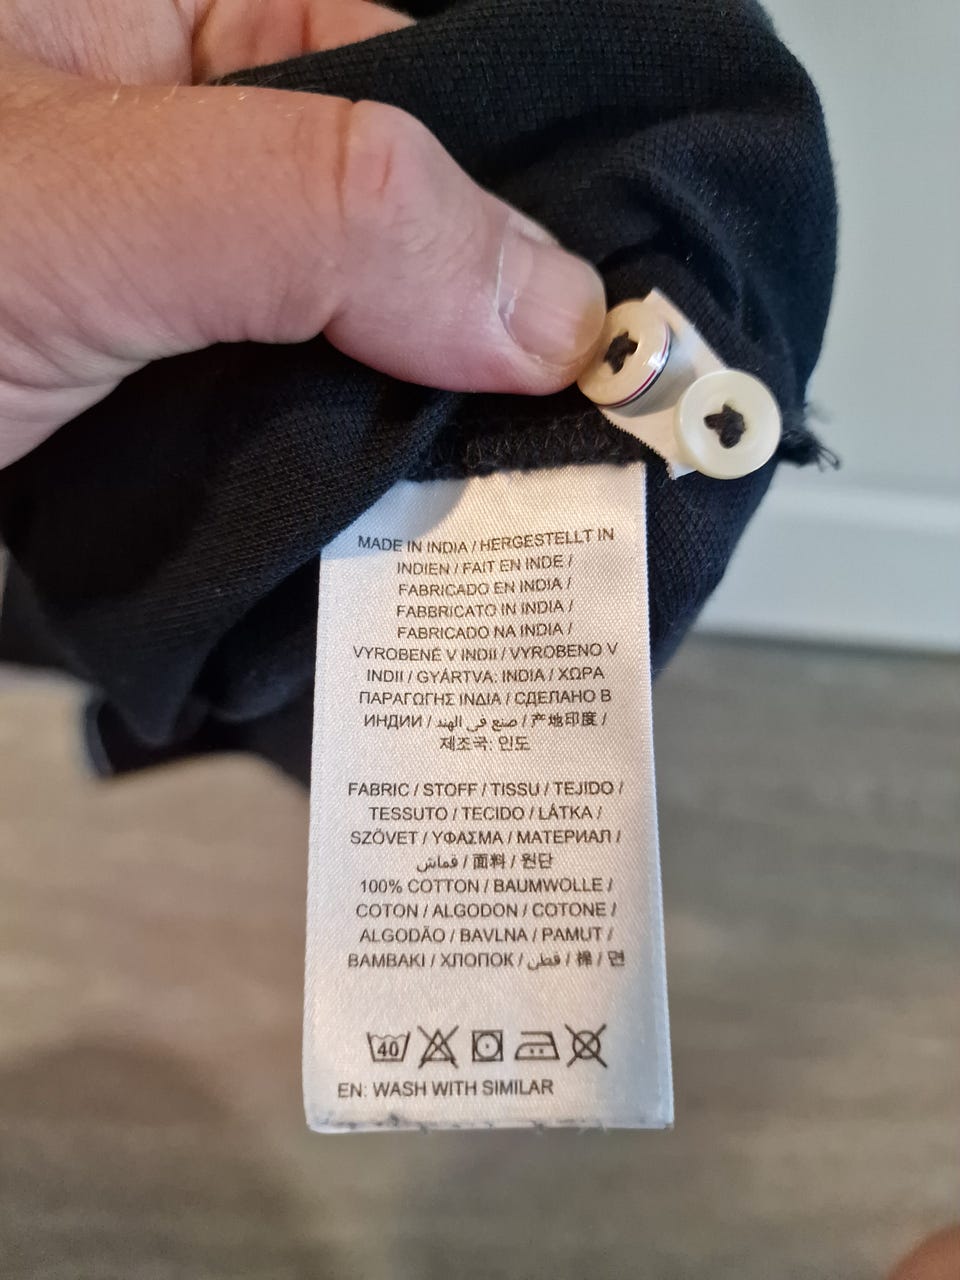 MADE IN INDIA / HERGESTELLT IN
INDIEN / FAIT EN INDE /
FABRICADO EN INDIA /
FABBRICATO IN INDIA /
FABRICADO NA INDIA /
VYROBENÉ V INDII / VYROBENO V
INDII / GYÁRTVA: INDIA / ΧΩΡΑ
ΠΑΡΑΓΩΓΗΣ ΙΝΔΙΑ / СДЕЛАНО В
ИНДИИ / صنع في الهند / 产地印度 /
제조국: 인도
FABRIC / STOFF / TISSU / TEJIDO /
TESSUTO / TECIDO / LÁTKA /
SZÖVET / ΥΦΑΣΜΑ / МАТЕРИАЛ /
قماش / 面料 / 원단
100% COTTON / BAUMWOLLE /
COTON / ALGODON / COTONE /
ALGODÃO / BAVLNA / PAMUT /
ΒΑΜΒΑΚΙ / ХЛОПОК / قطن / 棉 / 면
40
EN: WASH WITH SIMILAR